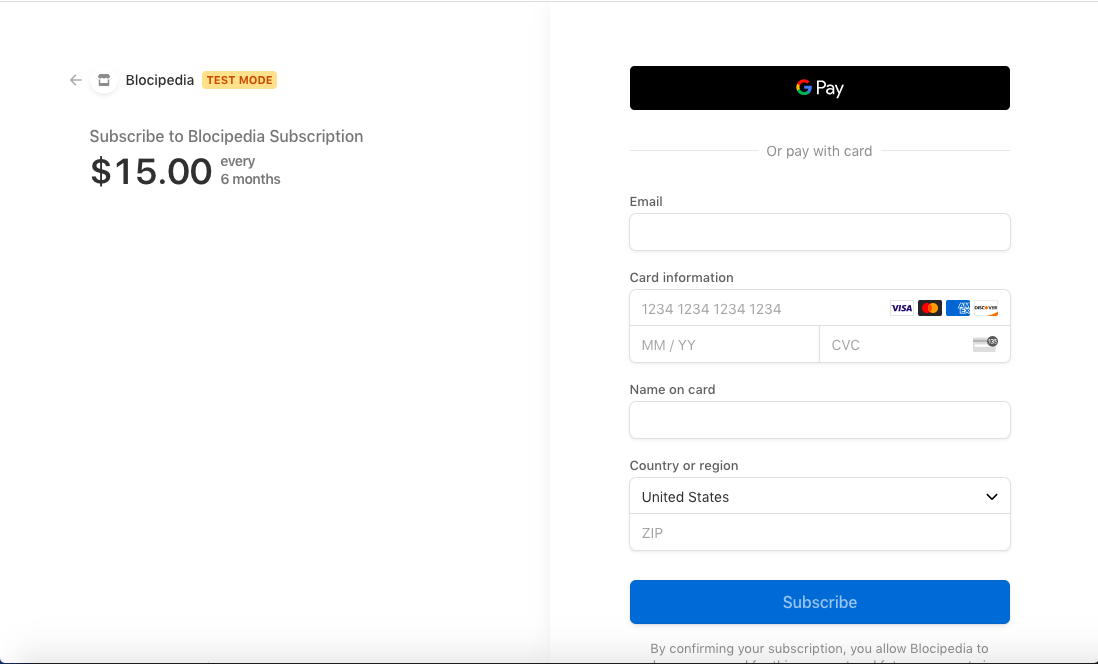 Blocipedia TEST MODE
Subscribe to Blocipedia Subscription
$15.00 every
6 months
G Pay
Or pay with card
Email
Card information
1234 1234 1234 1234 VISA AMEX DISCOVER
MM / YY CVC 135
Name on card
Country or region
United States
ZIP
Subscribe
By confirming your subscription, you allow Blocipedia to